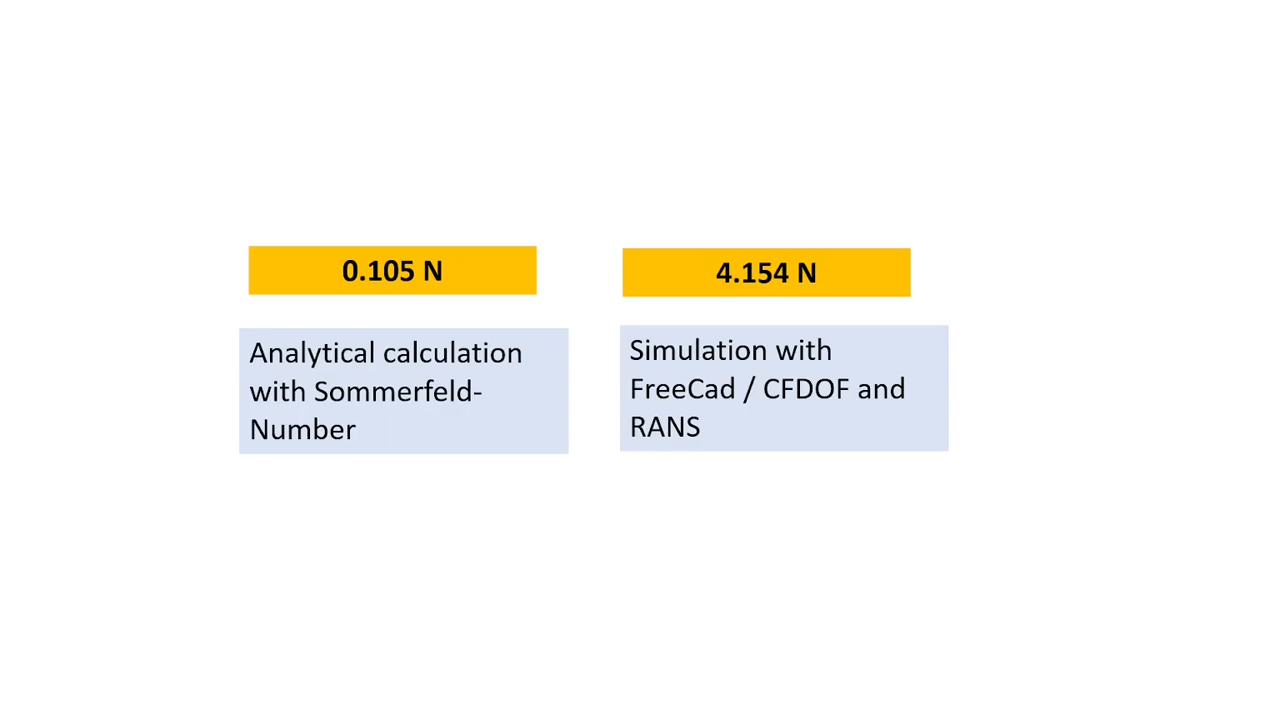 0.105 N
4.154 N
Analytical calculation
with Sommerfeld-
Number
Simulation with
FreeCad / CFDOF and
RANS